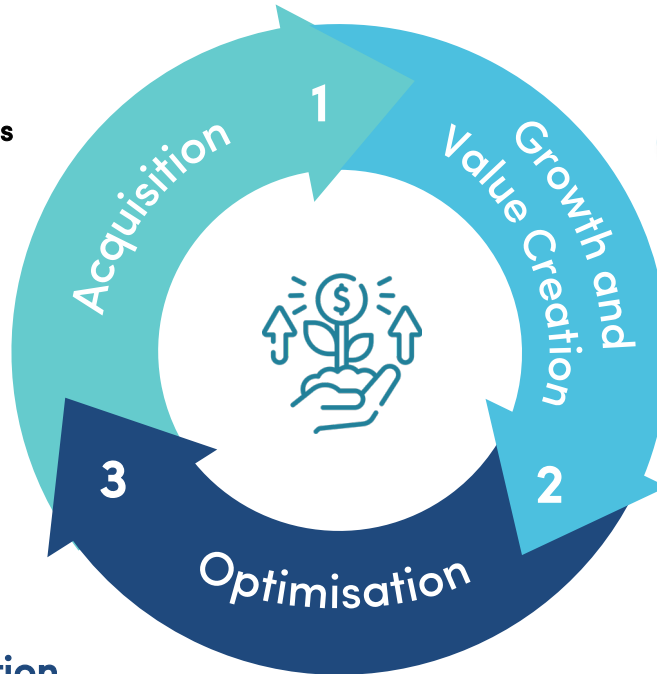 1
Acquisition
Growth and
Value Creation
2
3
Optimisation
$